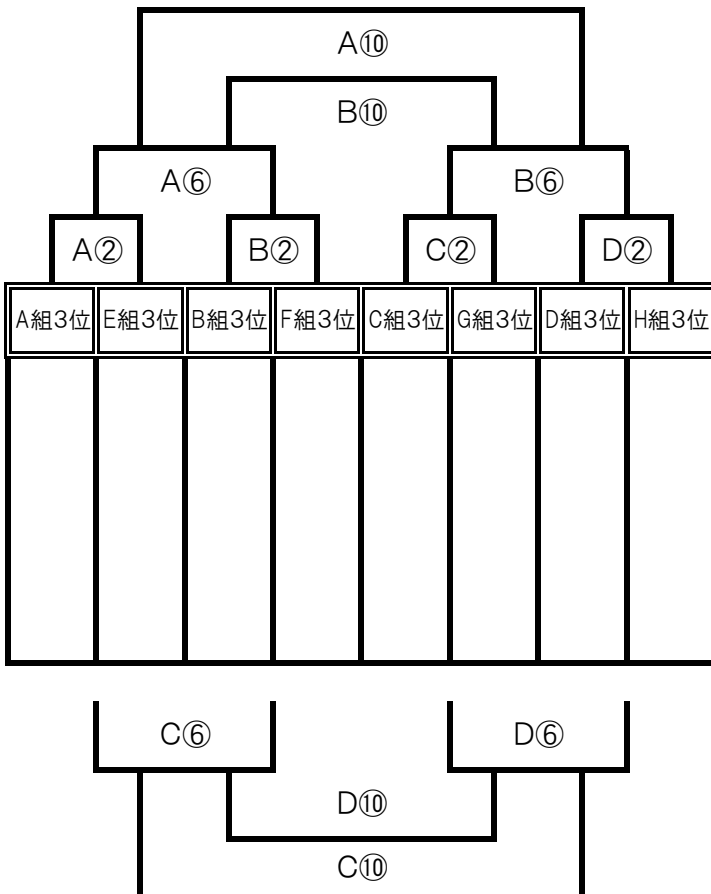 A⑩
B⑩
A⑥ B⑥
A② B② C② D②
A組3位 E組3位 B組3位 F組3位 C組3位 G組3位 D組3位 H組3位
C⑥ D⑥
D⑩
C⑩